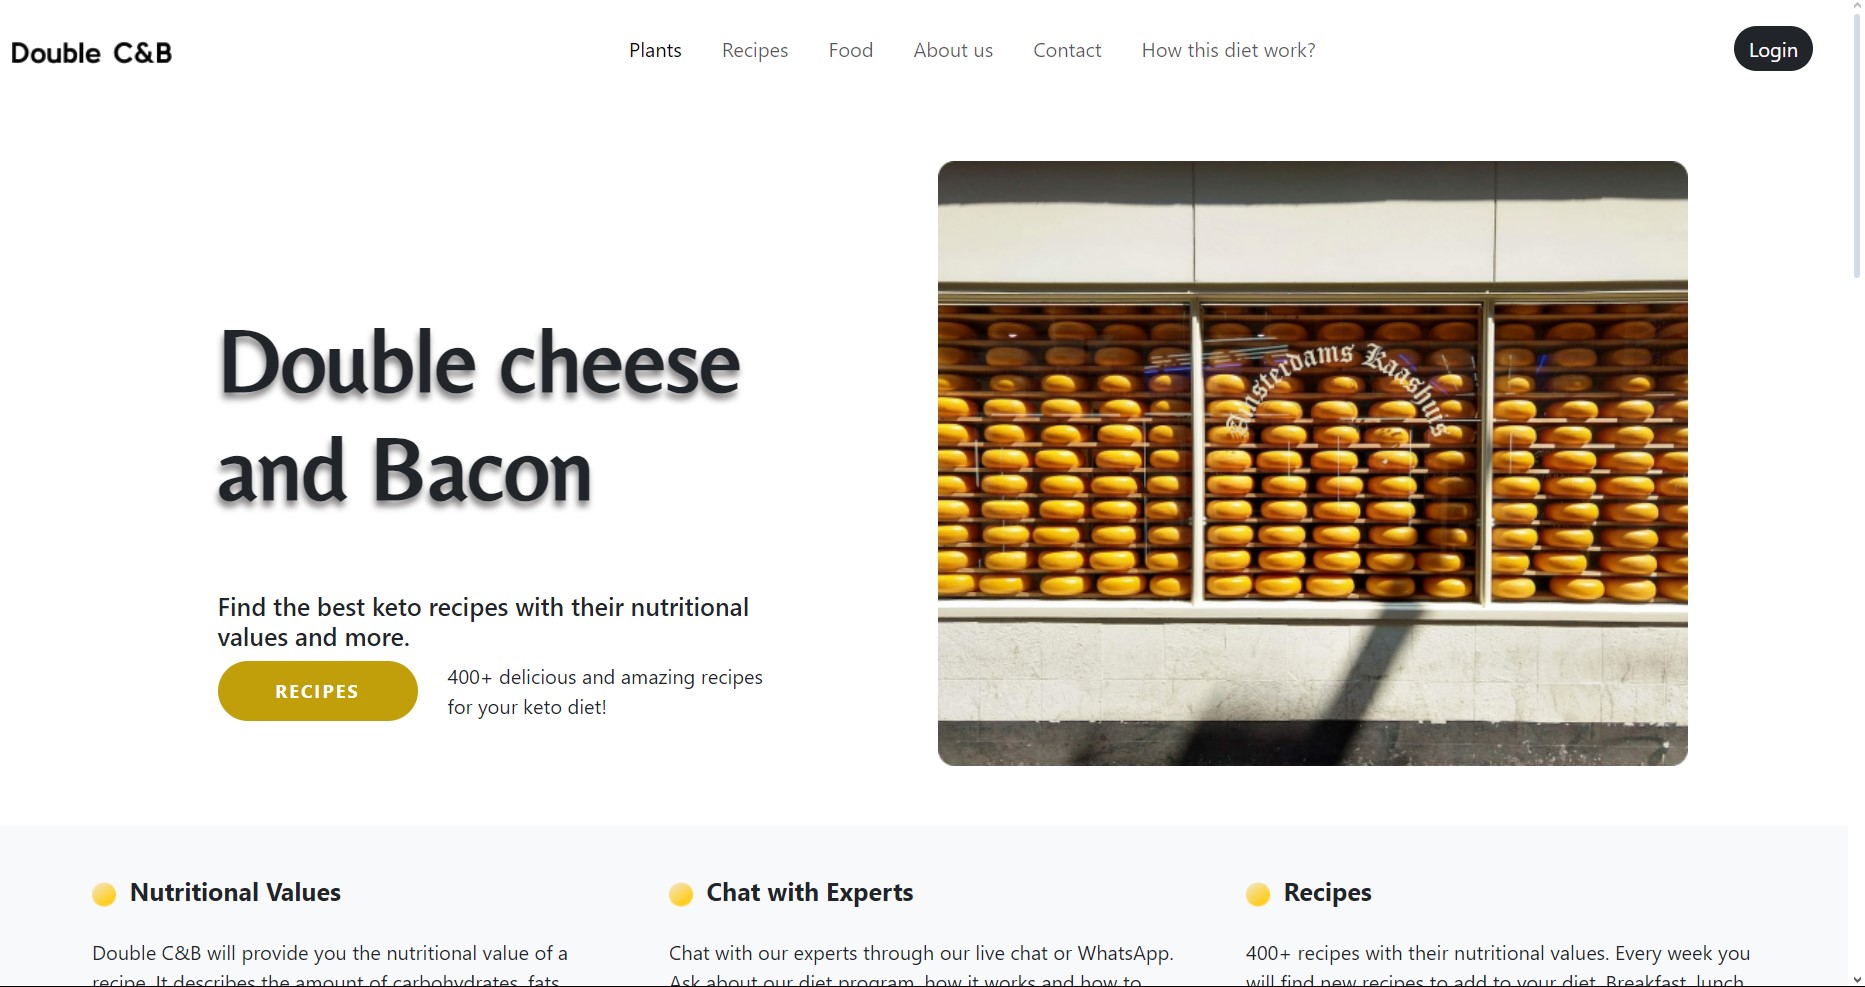 Double C&B
Plants
Recipes
Food
About us
Contact
How this diet work?
Login
Double cheese
and Bacon
Amsterdams Kaashuis
Find the best keto recipes with their nutritional
values and more.
RECIPES
400+ delicious and amazing recipes
for your keto diet!
Nutritional Values
Double C&B will provide you the nutritional value of a
recipe. It describes the amount of carbohydrates, fats,
Chat with Experts
Chat with our experts through our live chat or WhatsApp.
Ask about our diet program, how it works and how to
Recipes
400+ recipes with their nutritional values. Every week you
will find new recipes to add to your diet. Breakfast, lunch,